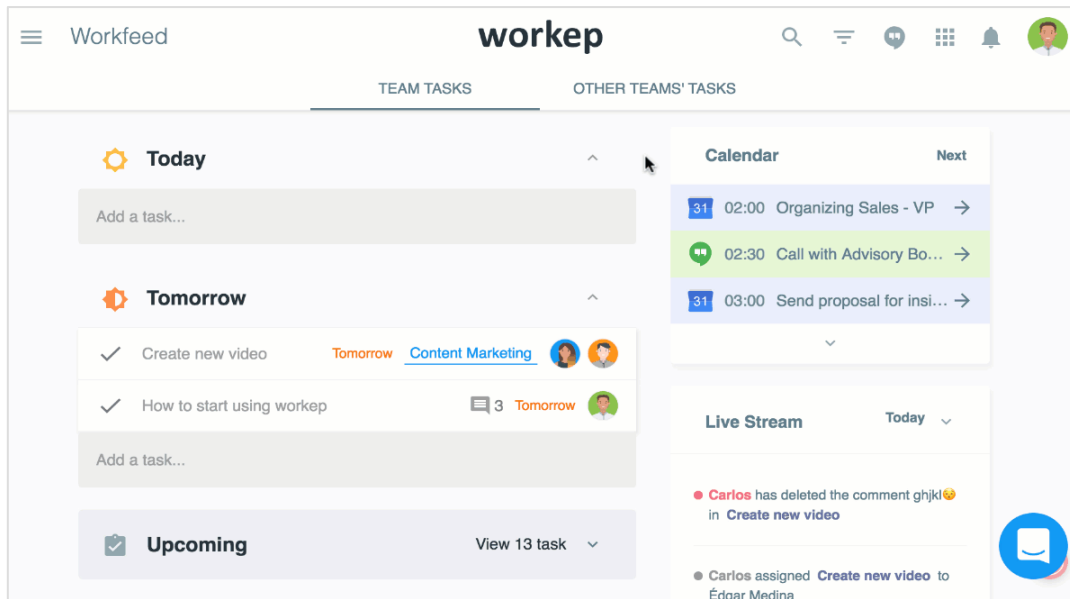 Workfeed
workep
TEAM TASKS
OTHER TEAMS' TASKS
Today
Add a task...
Tomorrow
Create new video Tomorrow Content Marketing
How to start using workep 3 Tomorrow
Add a task...
Upcoming View 13 task
Calendar Next
31 02:00 Organizing Sales - VP
02:30 Call with Advisory Bo...
31 03:00 Send proposal for insi...
Live Stream Today
Carlos has deleted the comment ghjkl😴
in Create new video
Carlos assigned Create new video to
Édgar Medina